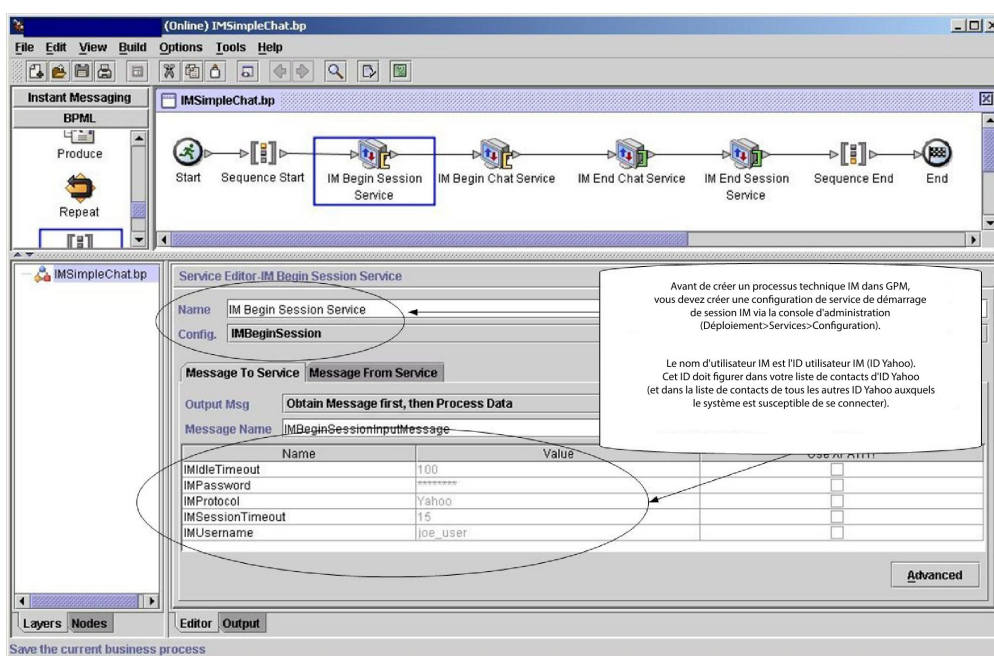 (Online) IMSimpleChat.bp
File Edit View Build Options Tools Help
Instant Messaging
BPML
Produce
Repeat
IMSimpleChat.bp
Start
Sequence Start
IM Begin Session Service
IM Begin Chat Service
IM End Chat Service
IM End Session Service
Sequence End
End
IMSimpleChat.bp
Service Editor-IM Begin Session Service
Name IM Begin Session Service
Config. IMBeginSession
Message To Service Message From Service
Output Msg Obtain Message first, then Process Data
Message Name IMBeginSessionInputMessage
Name Value Use XPATH?
IMIdleTimeout 100
IMPassword ********
IMProtocol Yahoo
IMSessionTimeout 15
IMUsername joe_user
Avant de créer un processus technique IM dans GPM,
vous devez créer une configuration de service de démarrage
de session IM via la console d'administration
(Déploiement>Services>Configuration).
Le nom d'utilisateur IM est l'ID utilisateur IM (ID Yahoo).
Cet ID doit figurer dans votre liste de contacts d'ID Yahoo
(et dans la liste de contacts de tous les autres ID Yahoo auxquels
le système est susceptible de se connecter).
Advanced
Layers Nodes
Editor Output
Save the current business process